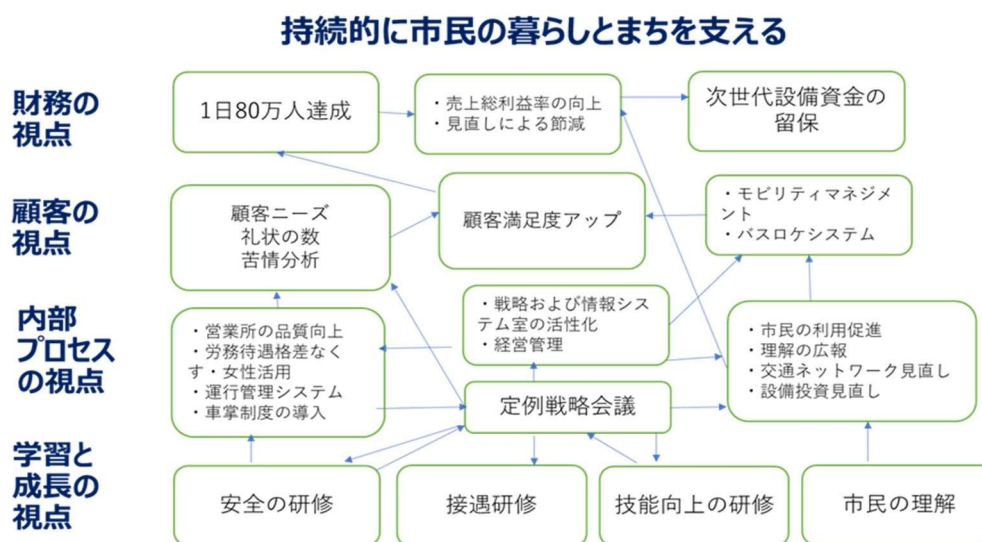 持続的に市民の暮らしとまちを支える
財務の
視点
1日80万人達成
・売上総利益率の向上
・見直しによる節減
次世代設備資金の
留保
顧客の
視点
顧客ニーズ
礼状の数
苦情分析
顧客満足度アップ
・モビリティマネジメ
ント
・バスロケシステム
内部
プロセス
の視点
・営業所の品質向上
・労務待遇格差なく
す・女性活用
・運行管理システム
・車掌制度の導入
・戦略および情報シス
テム室の活性化
・経営管理
定例戦略会議
・市民の利用促進
・理解の広報
・交通ネットワーク見直し
・設備投資見直し
学習と
成長の
視点
安全の研修
接遇研修
技能向上の研修
市民の理解